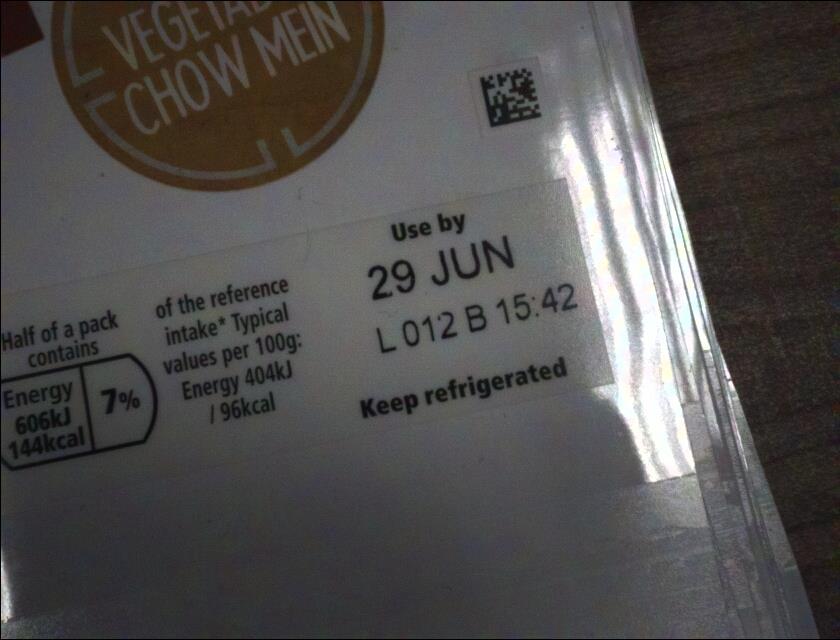 VEGETAB
CHOW MEIN
Use by
29 JUN
L 012 B 15:42
Keep refrigerated
of the reference
intake* Typical
values per 100g:
Energy 404kJ
/ 96kcal
Half of a pack
contains
Energy
606kJ
144kcal
7%